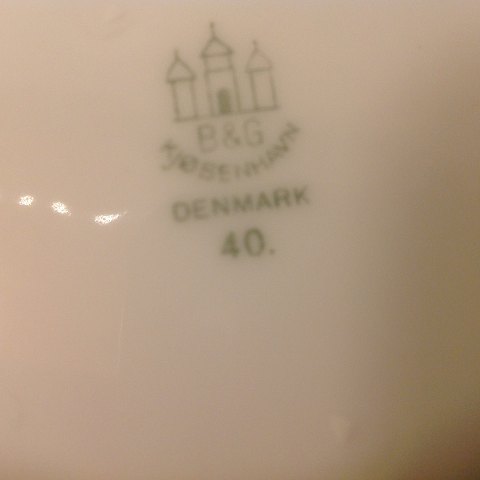 B&G
KJØBENHAVN
DENMARK
40.